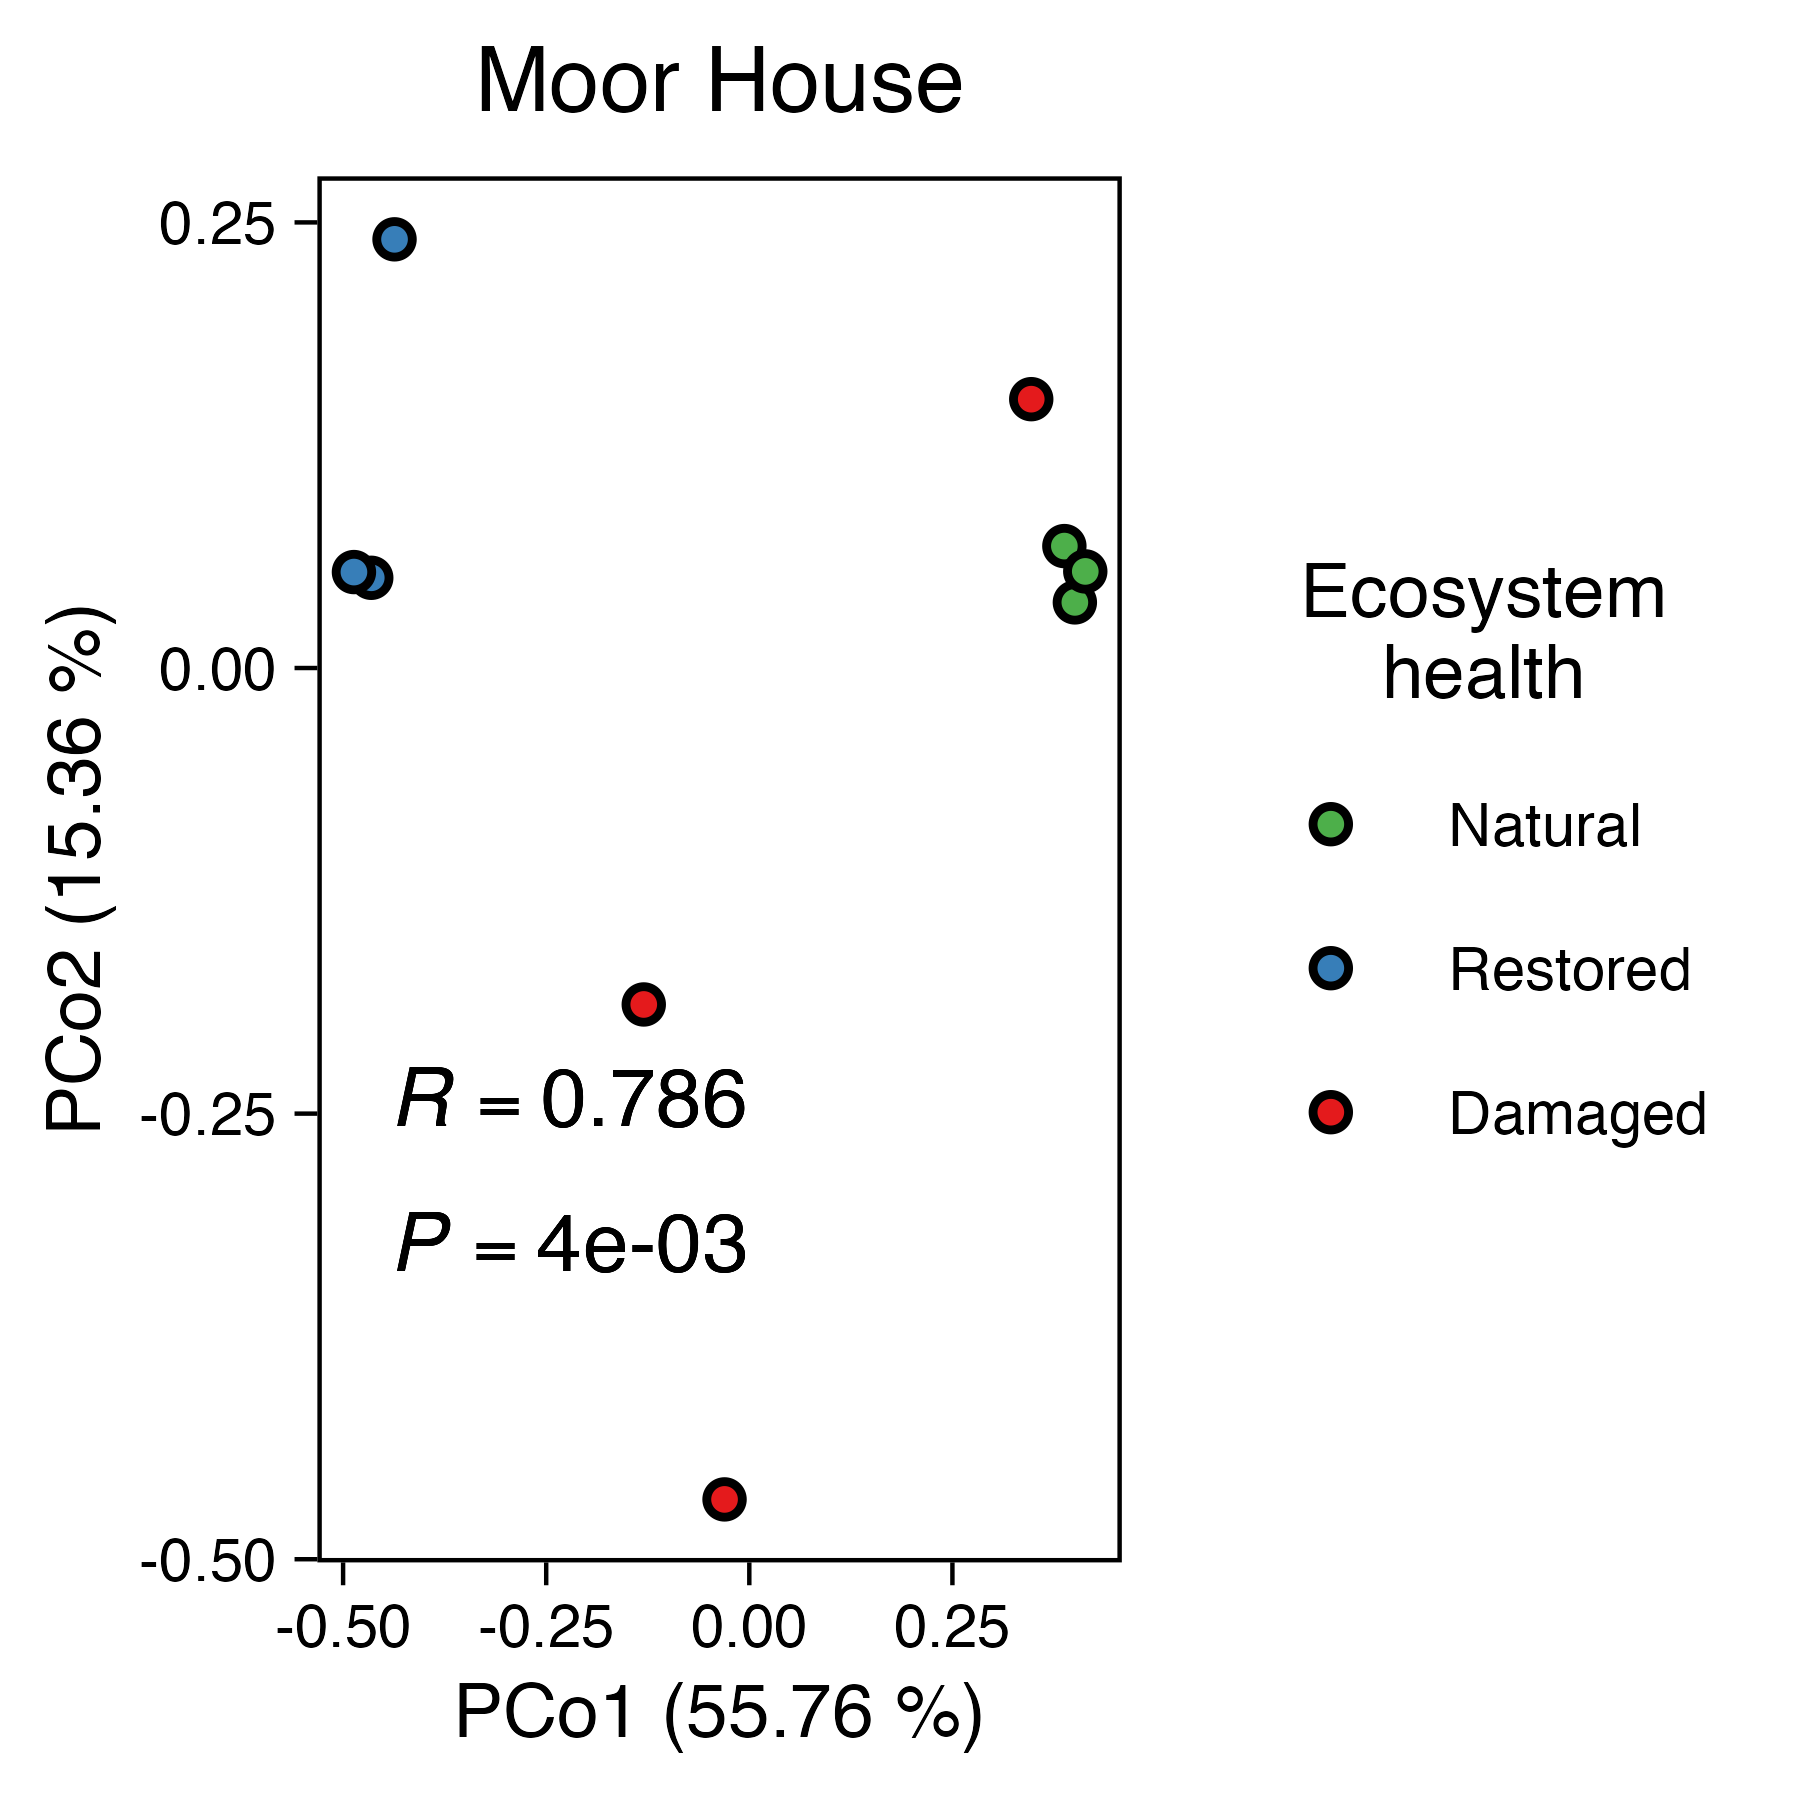 Moor House
0.25
0.00
-0.25
-0.50
PCo2 (15.36 %)
R = 0.786
P = 4e-03
-0.50 -0.25 0.00 0.25
PCo1 (55.76 %)
Ecosystem
health
Natural
Restored
Damaged